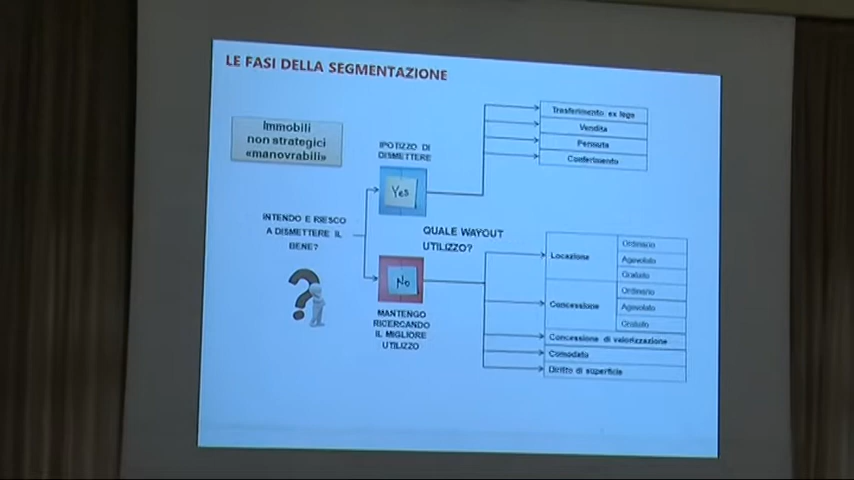 LE FASI DELLA SEGMENTAZIONE
Immobili
non strategici
«manovrabili»
IPOTIZZO DI
DISMETTERE
Yes
Trasferimento ex lege
Vendita
Permuta
Conferimento
INTENDO E RIESCO
A DISMETTERE IL
BENE?
QUALE WAYOUT
UTILIZZO?
No
MANTENGO
RICERCANDO
IL MIGLIORE
UTILIZZO
Locazione
Ordinario
Agevolato
Gratuito
Concessione
Ordinario
Agevolato
Gratuito
Concessione di valorizzazione
Comodato
Diritto di superficie